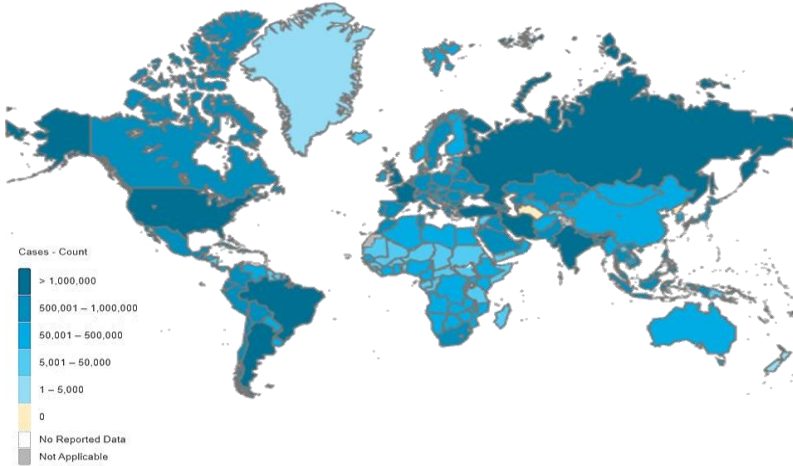 Cases - Count
> 1,000,000
500,001 – 1,000,000
50,001 – 500,000
5,001 – 50,000
1 – 5,000
0
No Reported Data
Not Applicable